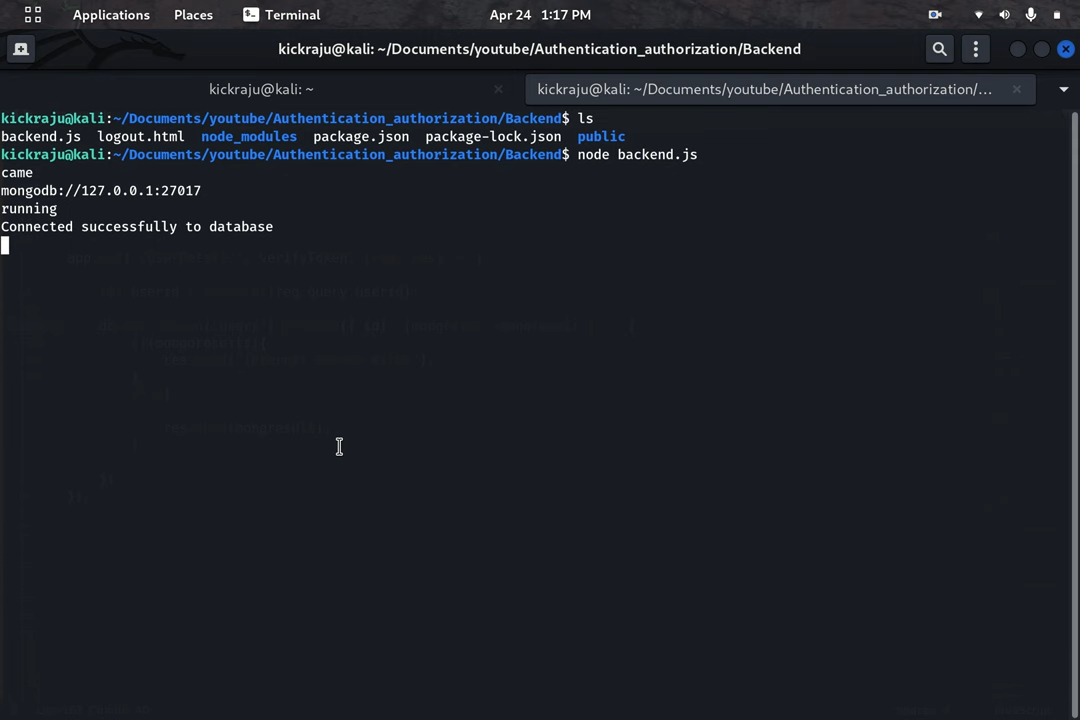 Applications Places Terminal Apr 24 1:17 PM
kickraju@kali: ~/Documents/youtube/Authentication_authorization/Backend
kickraju@kali: ~
kickraju@kali: ~/Documents/youtube/Authentication_authorization/...
kickraju@kali:~/Documents/youtube/Authentication_authorization/Backend$ ls
backend.js logout.html node_modules package.json package-lock.json public
kickraju@kali:~/Documents/youtube/Authentication_authorization/Backend$ node backend.js
came
mongodb://127.0.0.1:27017
running
Connected successfully to database